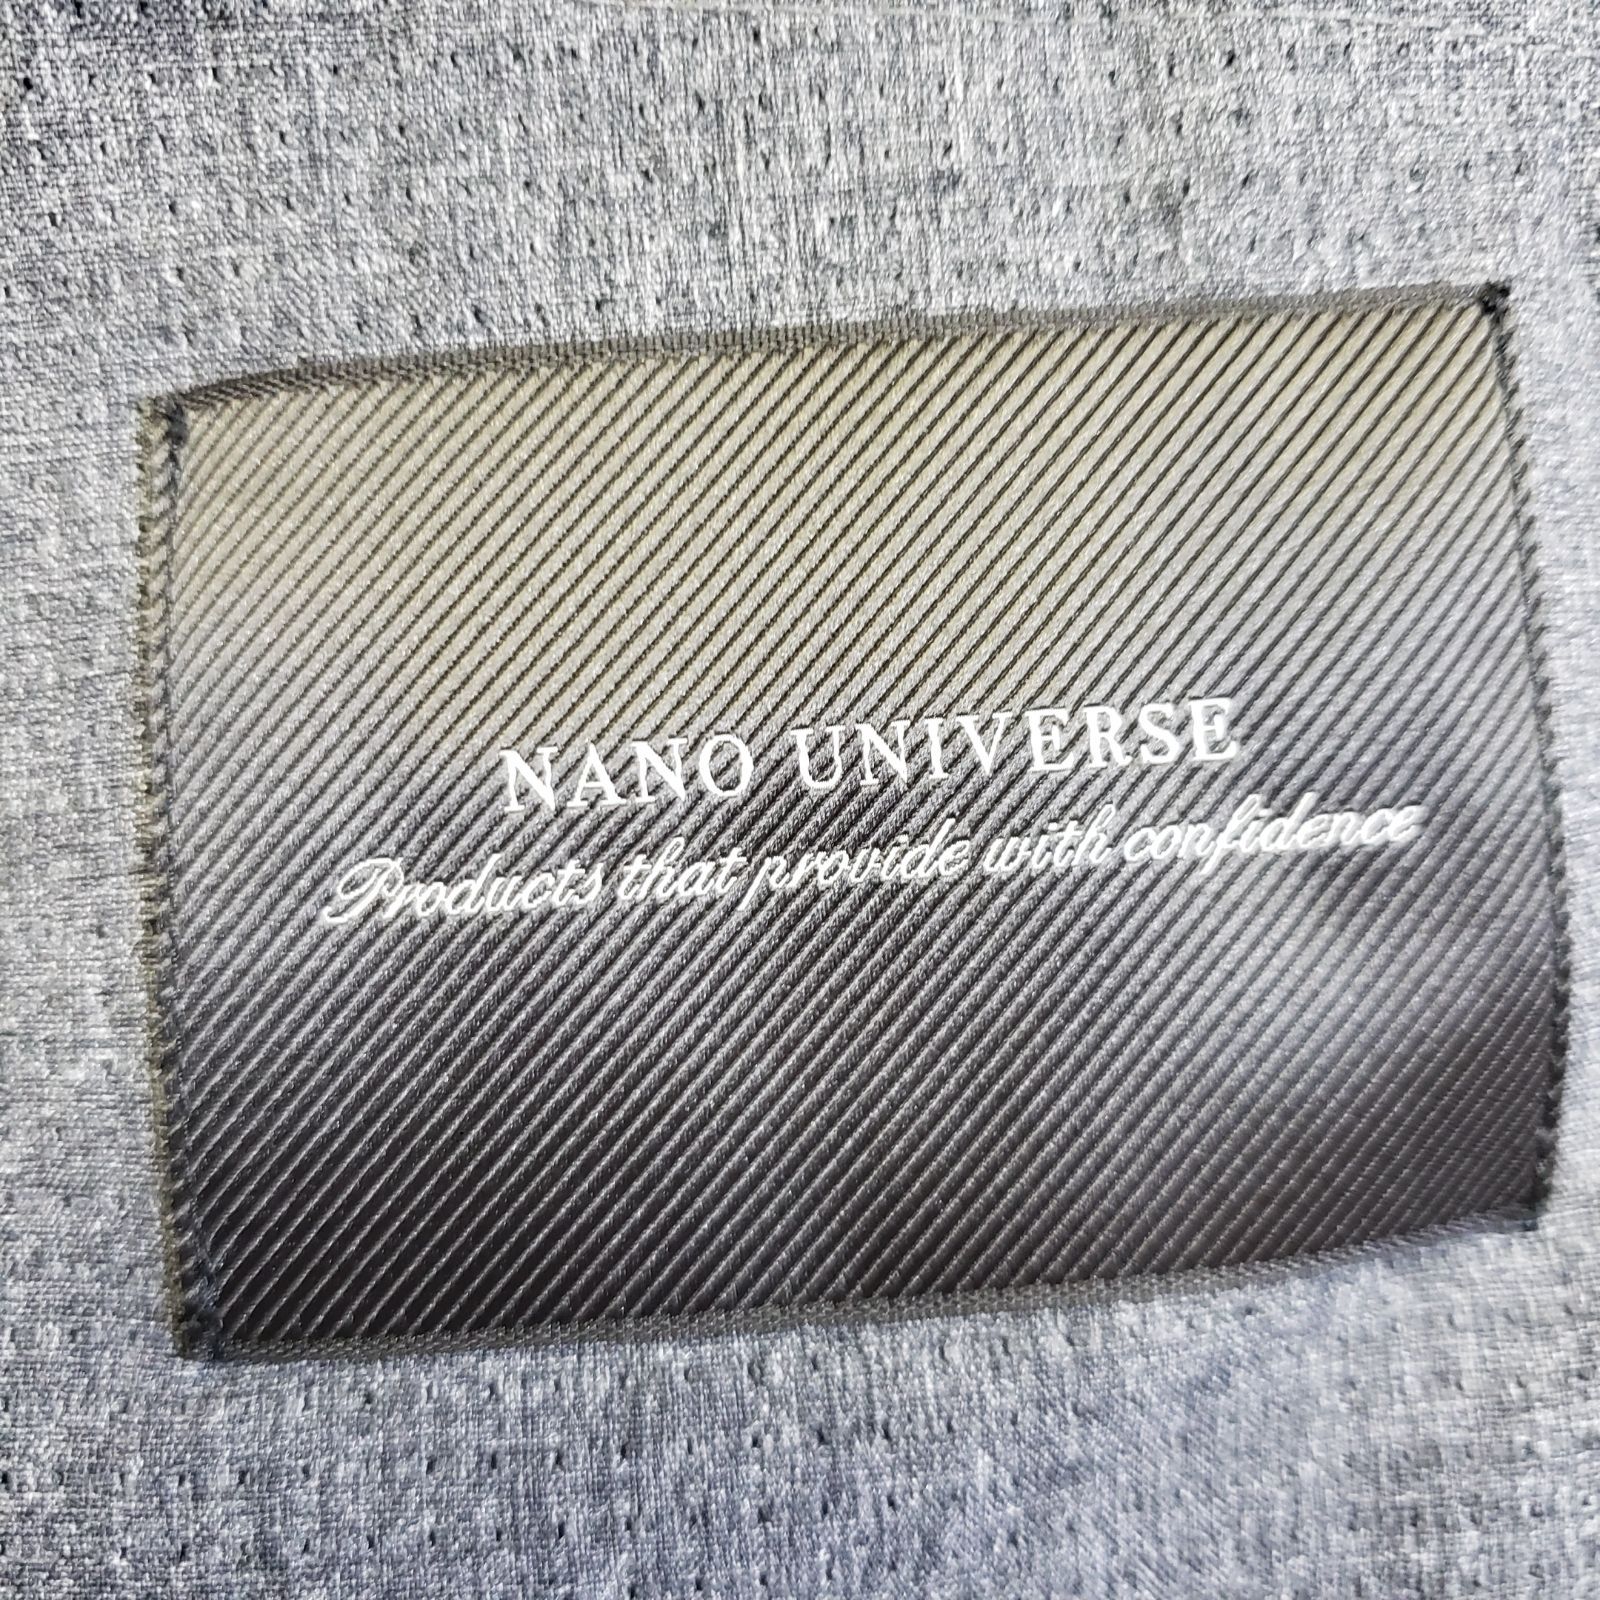 NANO UNIVERSE
Products that provide with confidence